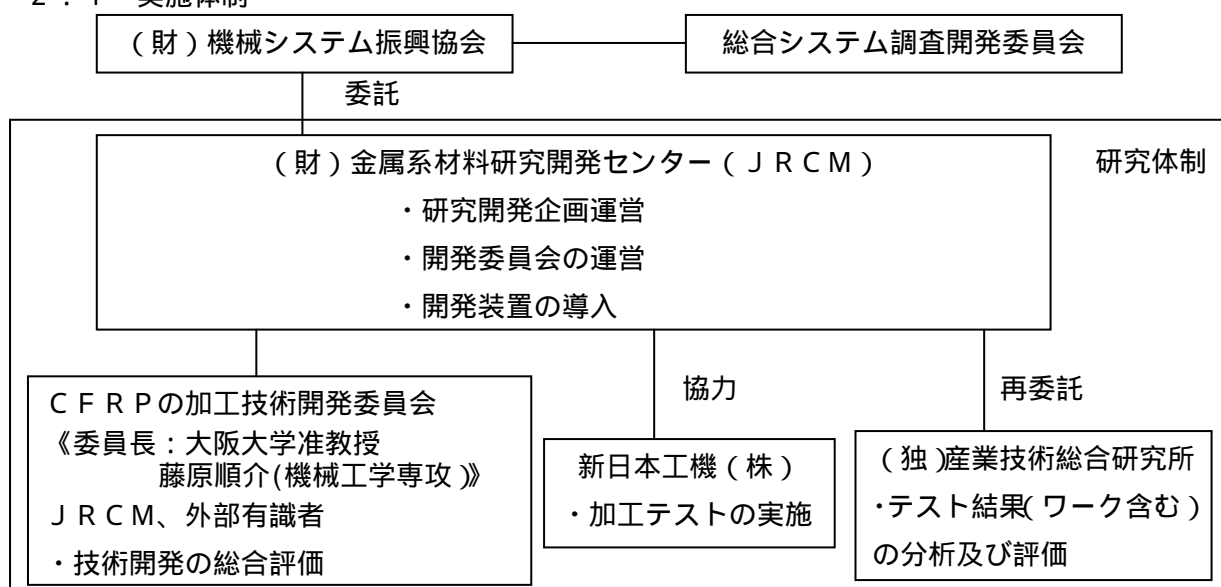 ２．１　実施体制
（財）機械システム振興協会
総合システム調査開発委員会
委託
研究体制
（財）金属系材料研究開発センター（ＪＲＣＭ）
・研究開発企画運営
・開発委員会の運営
・開発装置の導入
協力
再委託
ＣＦＲＰの加工技術開発委員会
《委員長：大阪大学准教授
藤原順介(機械工学専攻)》
ＪＲＣＭ、外部有識者
・技術開発の総合評価
新日本工機（株）
・加工テストの実施
（独）産業技術総合研究所
・テスト結果（ワーク含む）
の分析及び評価